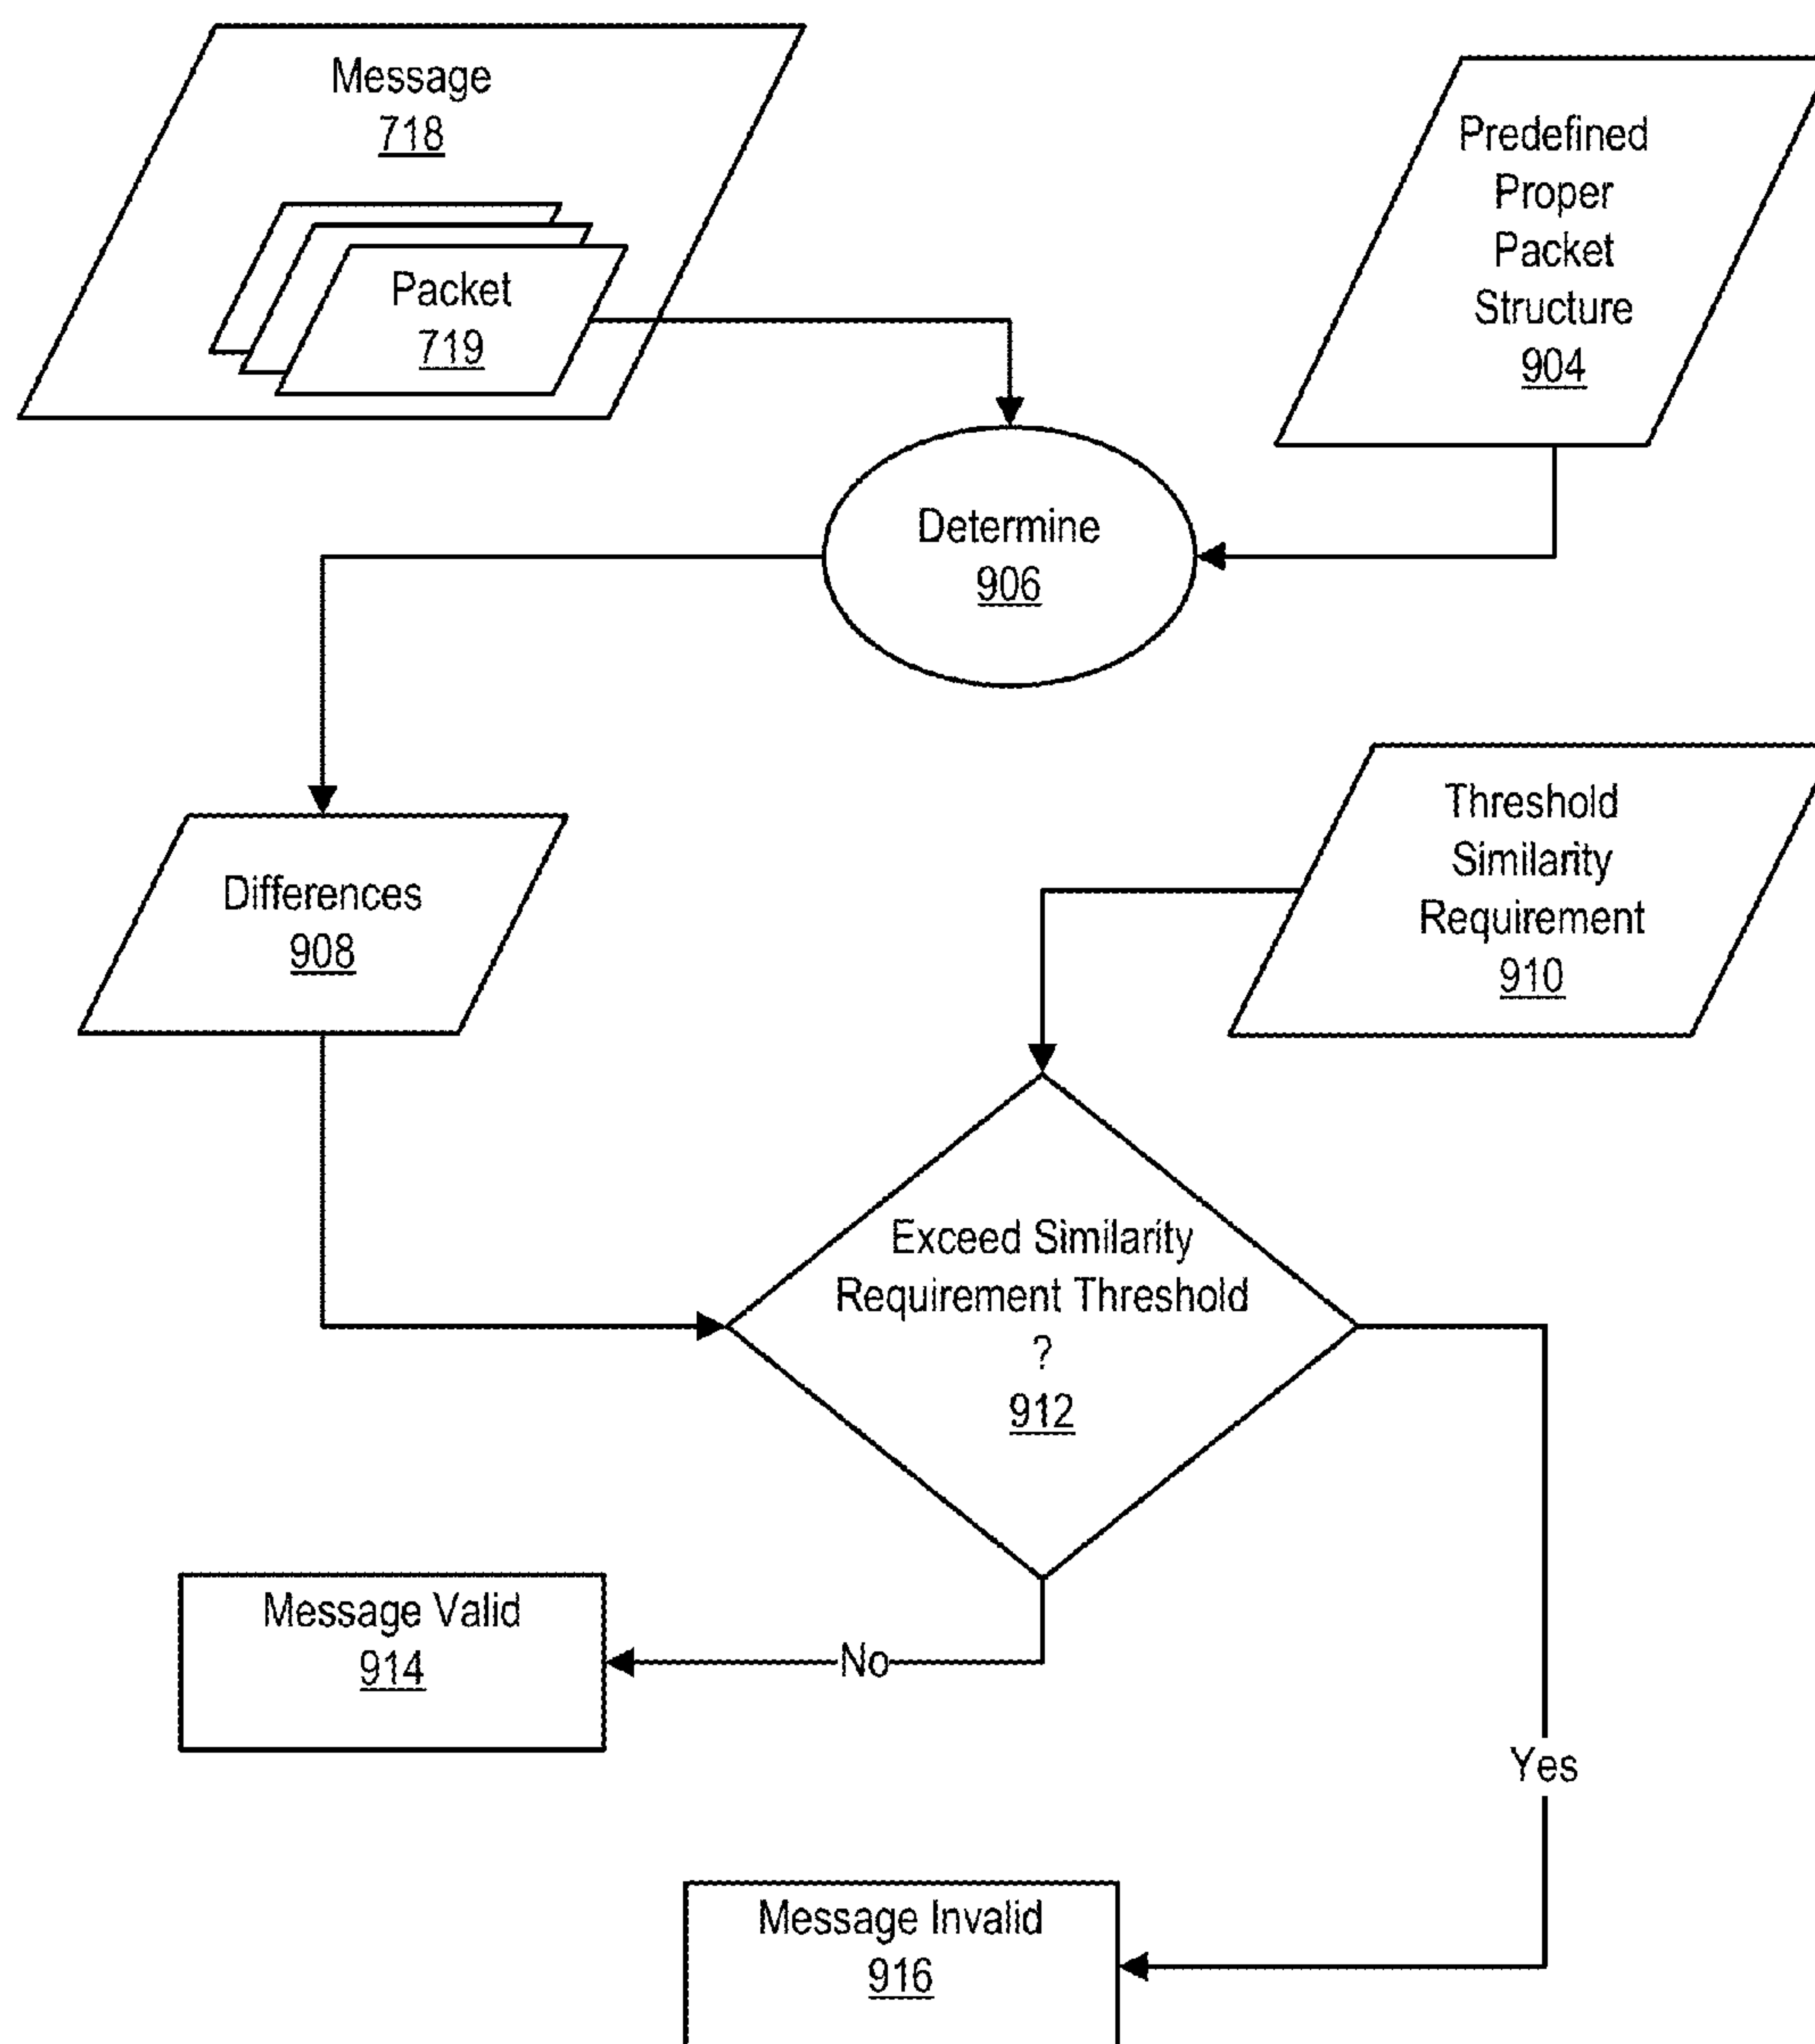 Message
718
Packet
719
Predefined
Proper
Packet
Structure
904
Determine
906
Differences
908
Threshold
Similarity
Requirement
910
Exceed Similarity
Requirement Threshold
?
912
Message Valid
914
No
Yes
Message Invalid
916